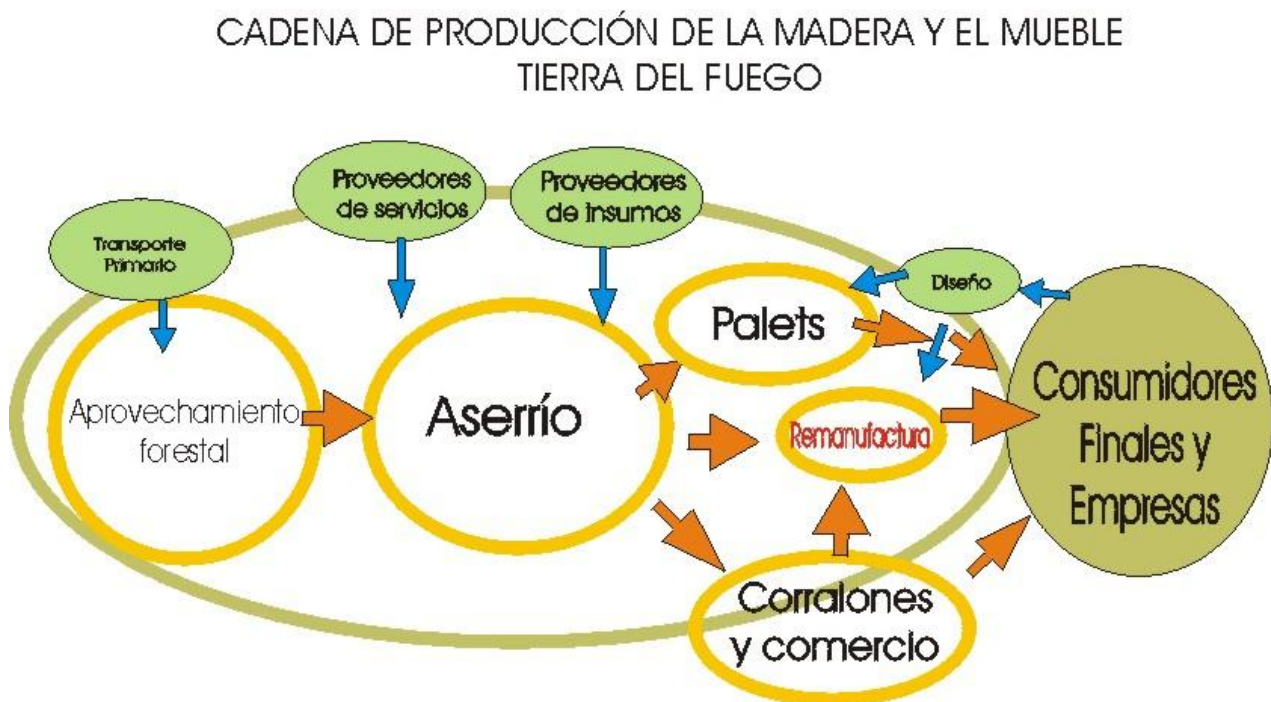 CADENA DE PRODUCCIÓN DE LA MADERA Y EL MUEBLE
TIERRA DEL FUEGO
Proveedores
de servicios
Proveedores
de insumos
Transporte
Primario
Diseño
Palets
Aprovechamiento
forestal
Aserrío
Remanufactura
Consumidores
Finales y
Empresas
Corralones
y comercio